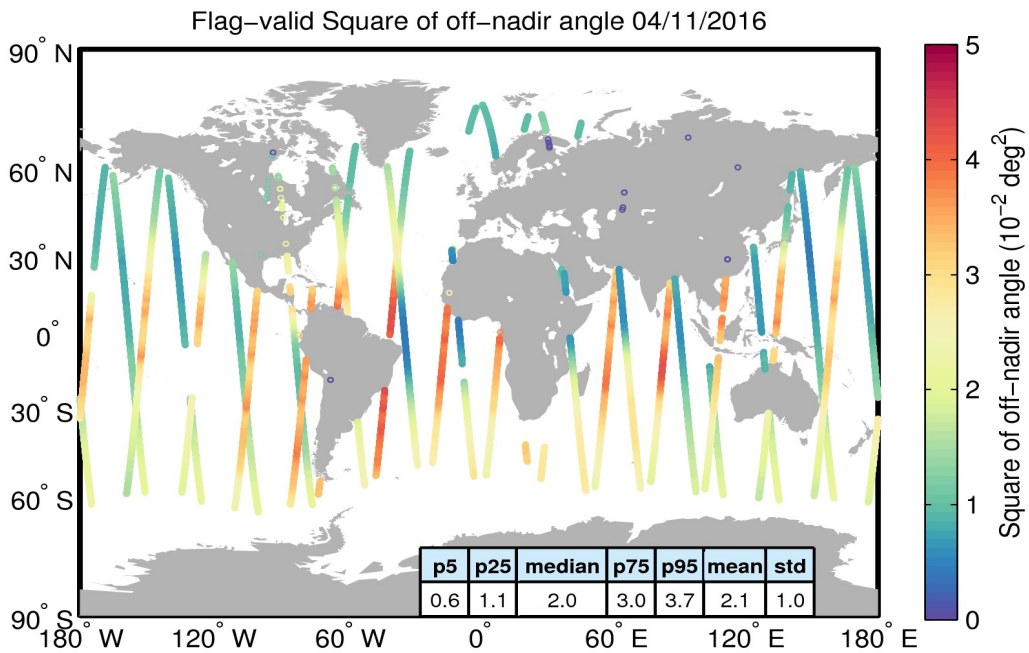 Flag−valid Square of off−nadir angle 04/11/2016
90° N
60° N
30° N
0°
30° S
60° S
90° S
180° W
120° W
60° W
0°
60° E
120° E
180° E
p5 p25 median p75 p95 mean std
0.6 1.1 2.0 3.0 3.7 2.1 1.0
5
4
3
2
1
0
Square of off−nadir angle (10⁻² deg²)